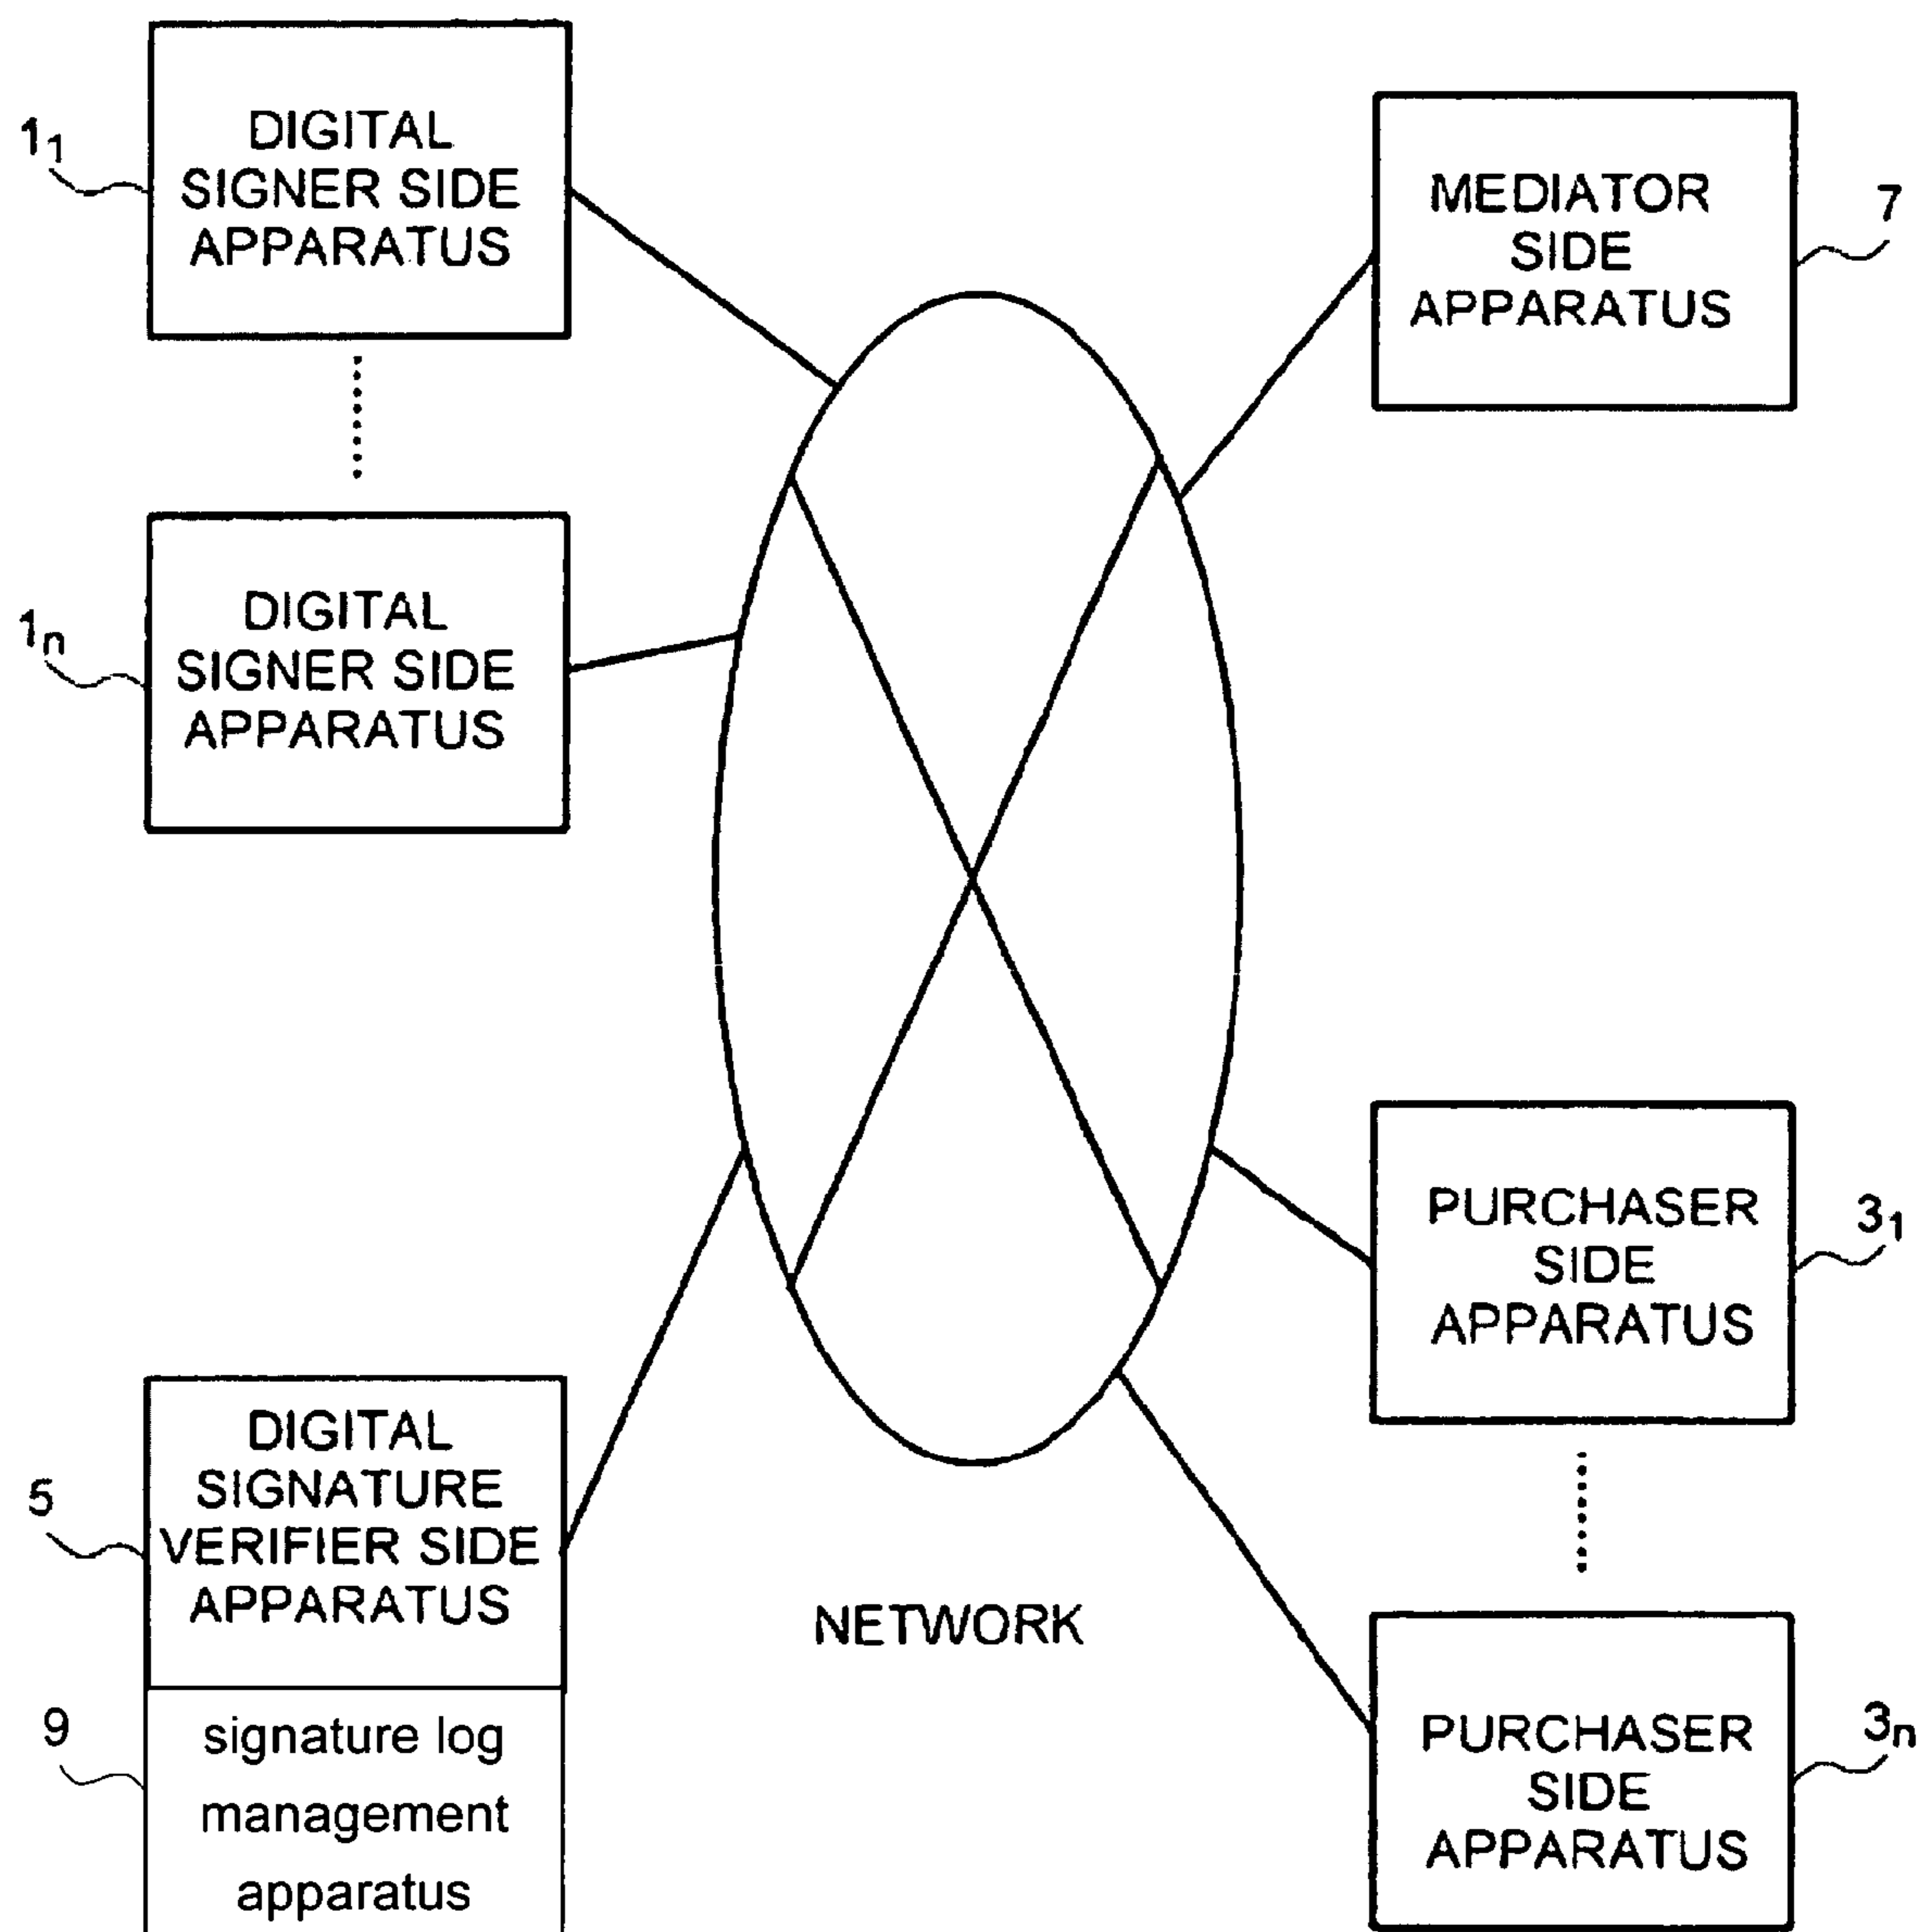 1₁
DIGITAL
SIGNER SIDE
APPARATUS
MEDIATOR
SIDE
APPARATUS
7
1ₙ
DIGITAL
SIGNER SIDE
APPARATUS
PURCHASER
SIDE
APPARATUS
3₁
5
DIGITAL
SIGNATURE
VERIFIER SIDE
APPARATUS
NETWORK
9
signature log
management
apparatus
PURCHASER
SIDE
APPARATUS
3ₙ